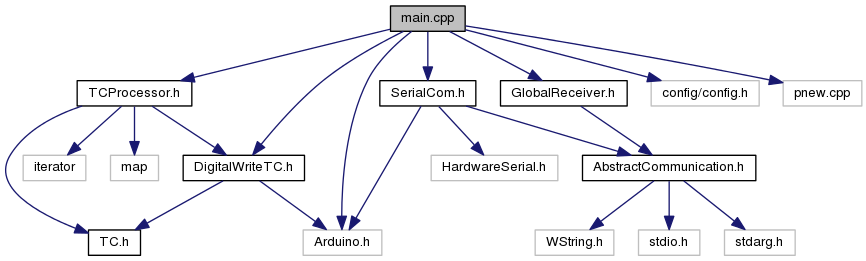 main.cpp
TCProcessor.h
SerialCom.h
GlobalReceiver.h
config/config.h
pnew.cpp
iterator
map
DigitalWriteTC.h
HardwareSerial.h
AbstractCommunication.h
TC.h
Arduino.h
WString.h
stdio.h
stdarg.h